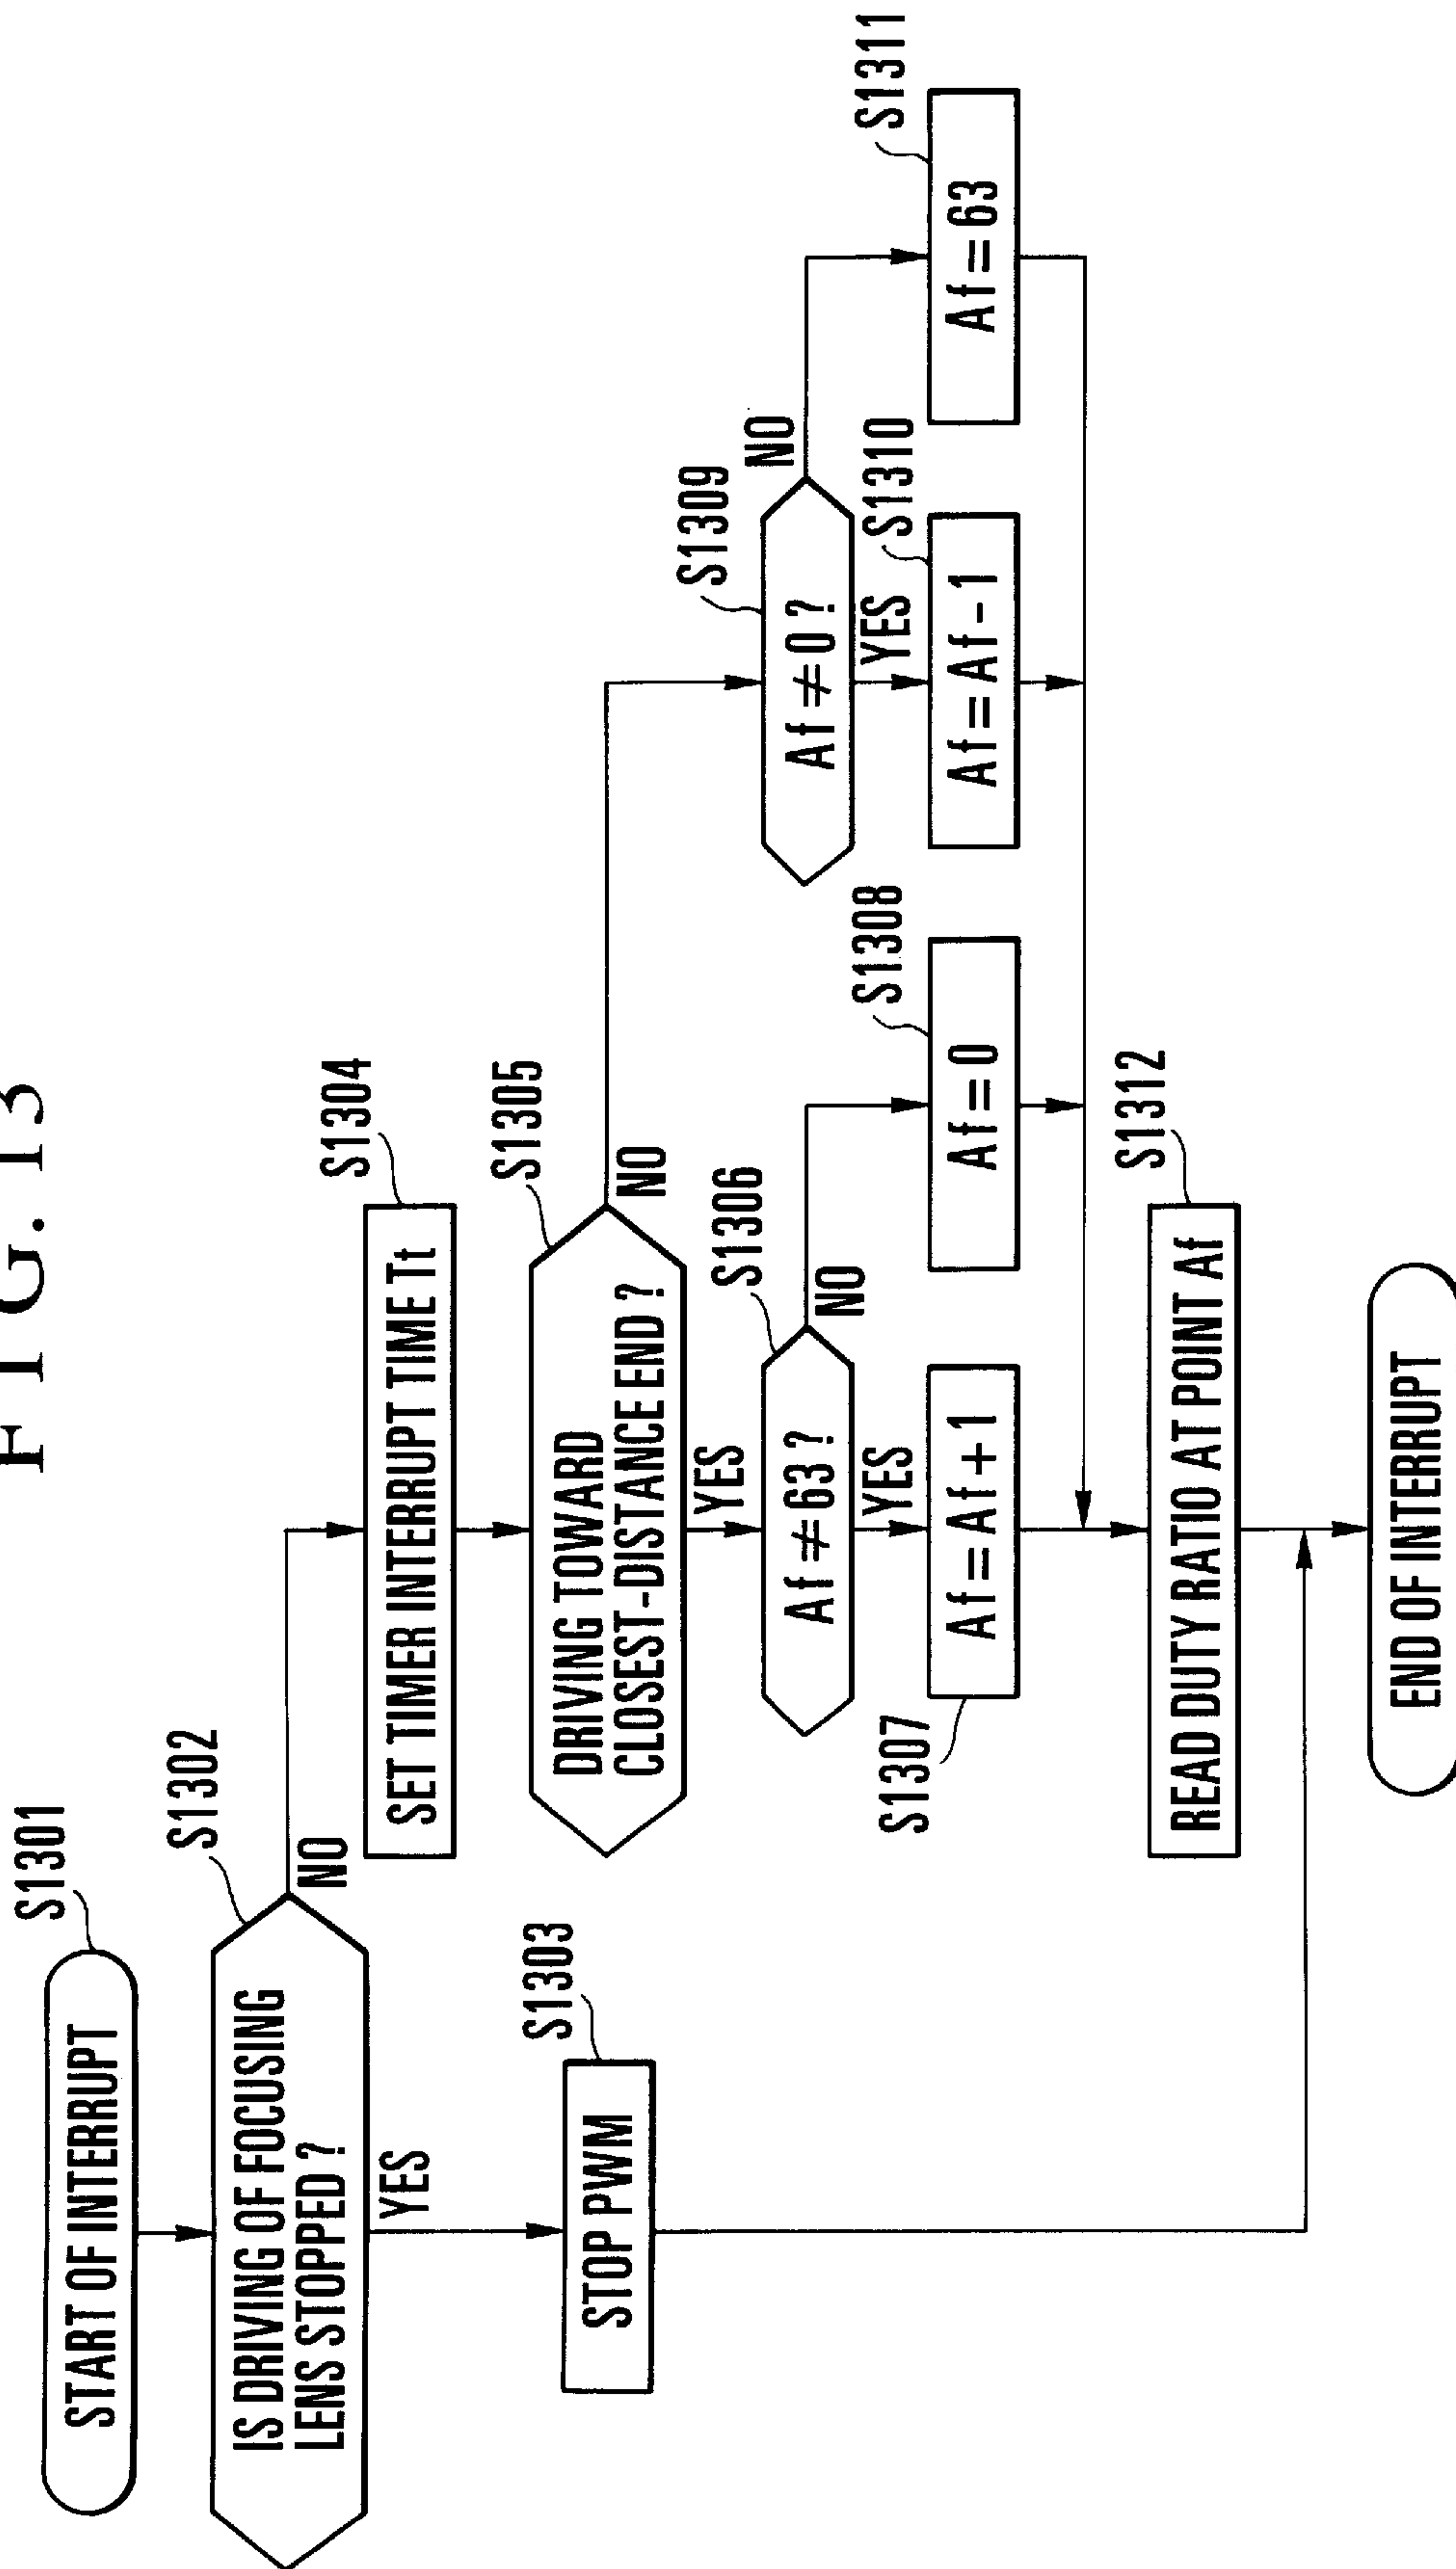 FIG. 13
S1301
START OF INTERRUPT
S1302
IS DRIVING OF FOCUSING
LENS STOPPED ?
NO
YES
S1303
STOP PWM
S1304
SET TIMER INTERRUPT TIME Tt
S1305
DRIVING TOWARD
CLOSEST-DISTANCE END ?
NO
YES
S1306
Af ≠ 63 ?
NO
YES
S1307
Af = Af + 1
S1308
Af = 0
S1309
Af ≠ 0 ?
NO
YES
S1310
Af = Af - 1
S1311
Af = 63
S1312
READ DUTY RATIO AT POINT Af
END OF INTERRUPT